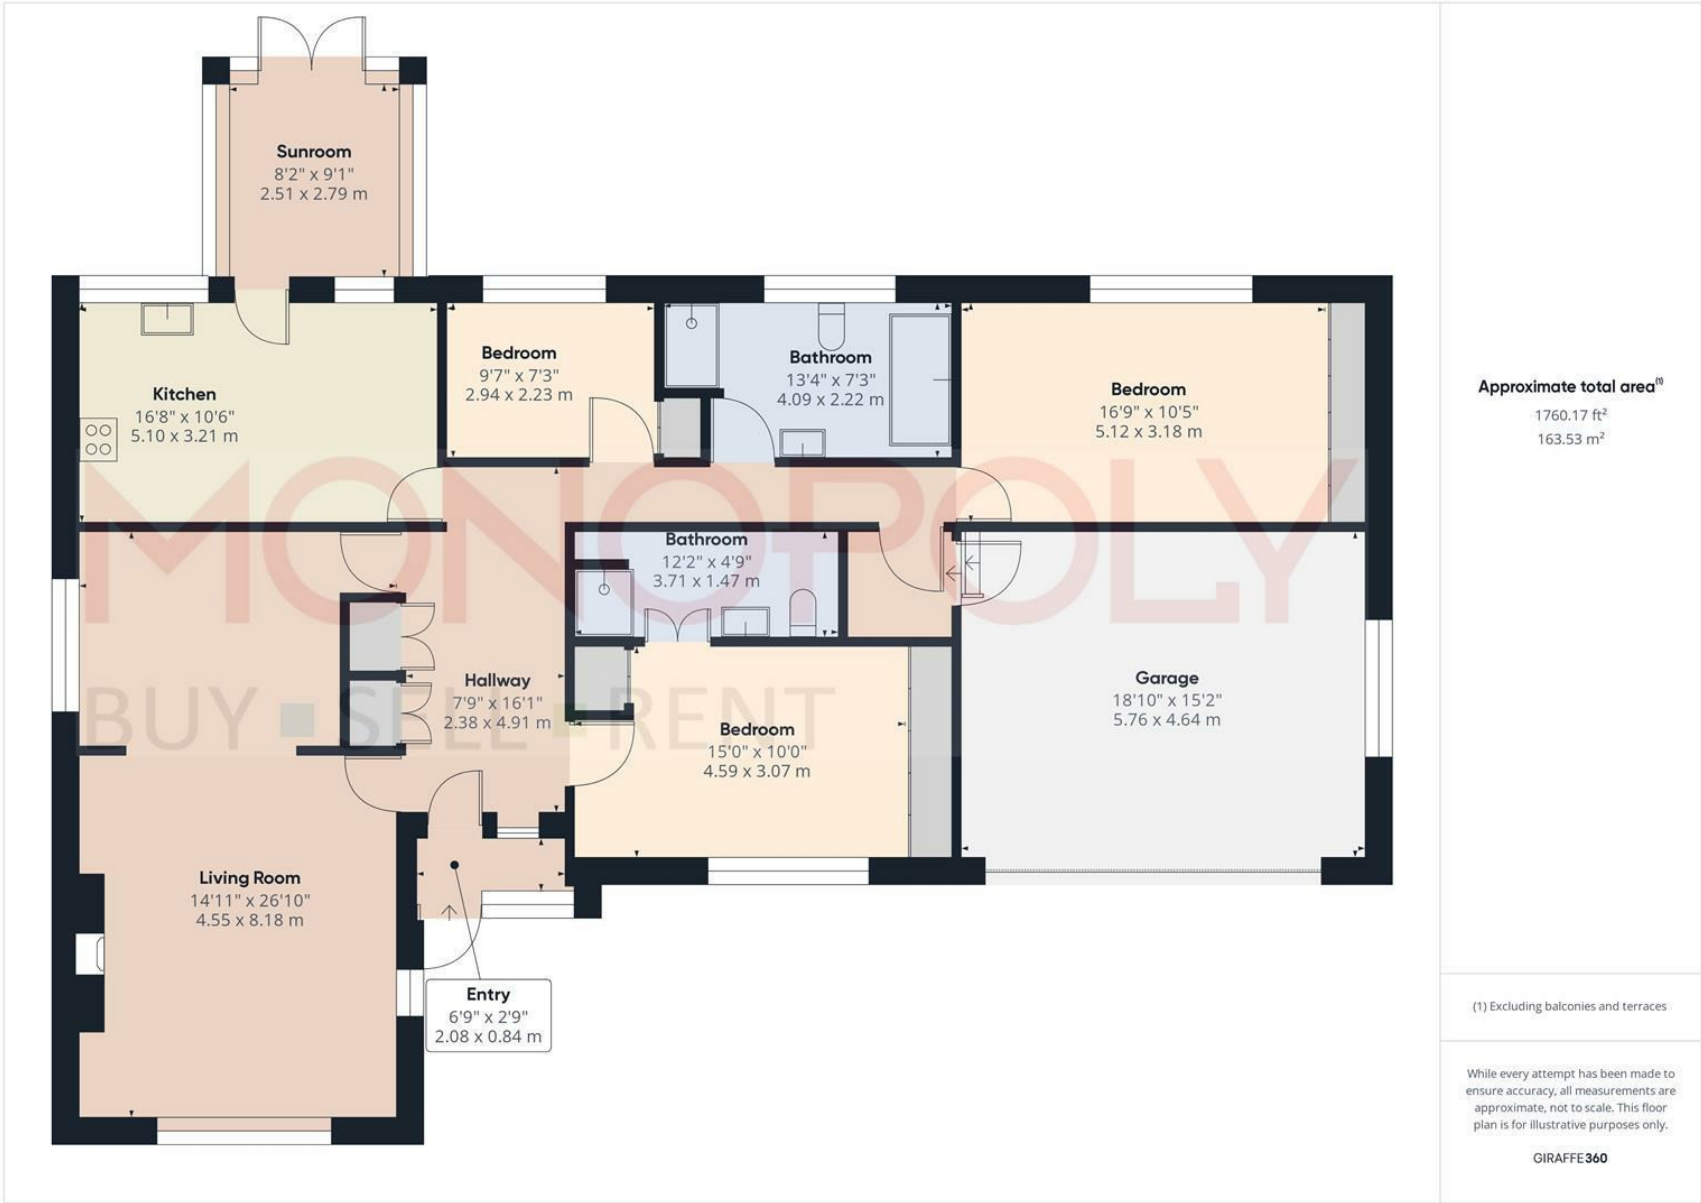 Sunroom
8'2" x 9'1"
2.51 x 2.79 m
Kitchen
16'8" x 10'6"
5.10 x 3.21 m
Bedroom
9'7" x 7'3"
2.94 x 2.23 m
Bathroom
13'4" x 7'3"
4.09 x 2.22 m
Bedroom
16'9" x 10'5"
5.12 x 3.18 m
MONOPOLY
BUY SELL RENT
Bathroom
12'2" x 4'9"
3.71 x 1.47 m
Hallway
7'9" x 16'1"
2.38 x 4.91 m
Bedroom
15'0" x 10'0"
4.59 x 3.07 m
Garage
18'10" x 15'2"
5.76 x 4.64 m
Living Room
14'11" x 26'10"
4.55 x 8.18 m
Entry
6'9" x 2'9"
2.08 x 0.84 m
Approximate total area(1)
1760.17 ft²
163.53 m²
(1) Excluding balconies and terraces
While every attempt has been made to
ensure accuracy, all measurements are
approximate, not to scale. This floor
plan is for illustrative purposes only.
GIRAFFE360